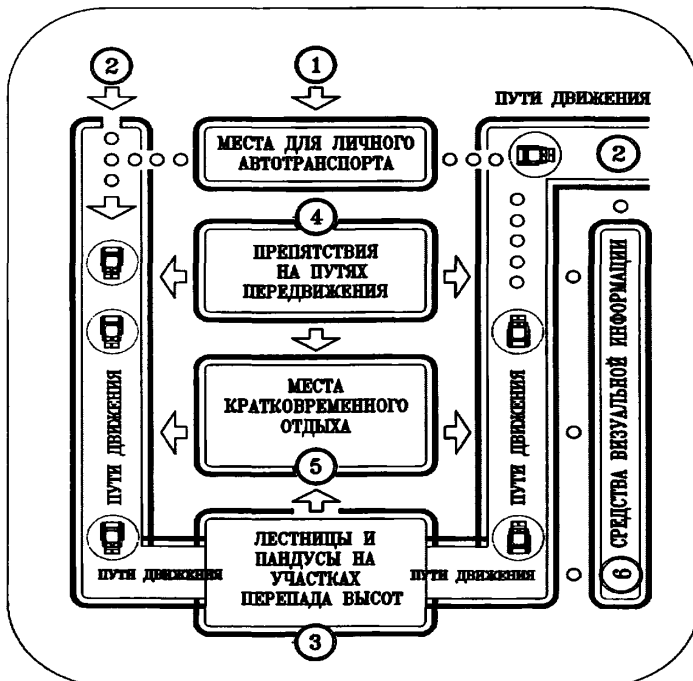 2
1
ПУТИ ДВИЖЕНИЯ
МЕСТА ДЛЯ ЛИЧНОГО
АВТОТРАНСПОРТА
2
4
ПРЕПЯТСТВИЯ
НА ПУТЯХ
ПЕРЕДВИЖЕНИЯ
МЕСТА
КРАТКОВРЕМЕННОГО
ОТДЫХА
5
ПУТИ ДВИЖЕНИЯ
ПУТИ ДВИЖЕНИЯ
СРЕДСТВА ВИЗУАЛЬНОЙ ИНФОРМАЦИИ
6
ЛЕСТНИЦЫ И
ПАНДУСЫ НА
УЧАСТКАХ
ПЕРЕПАДА ВЫСОТ
ПУТИ ДВИЖЕНИЯ
ПУТИ ДВИЖЕНИЯ
3